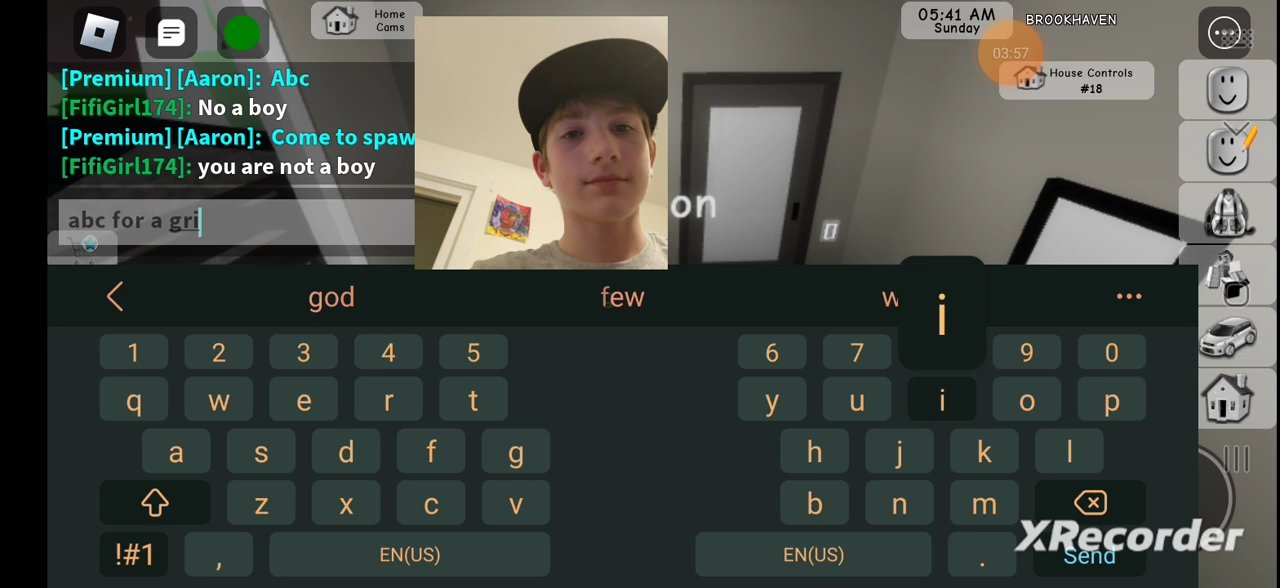 Home
Cams
05:41 AM
Sunday
BROOKHAVEN
03:57
House Controls
#18
[Premium] [Aaron]: Abc
[FifiGirl174]: No a boy
[Premium] [Aaron]: Come to spaw
[FifiGirl174]: you are not a boy
abc for a gri
on
god few w i
1 2 3 4 5 6 7 9 0
q w e r t y u i o p
a s d f g h j k l
z x c v b n m
!#1 , EN(US) EN(US) . Send
XRecorder